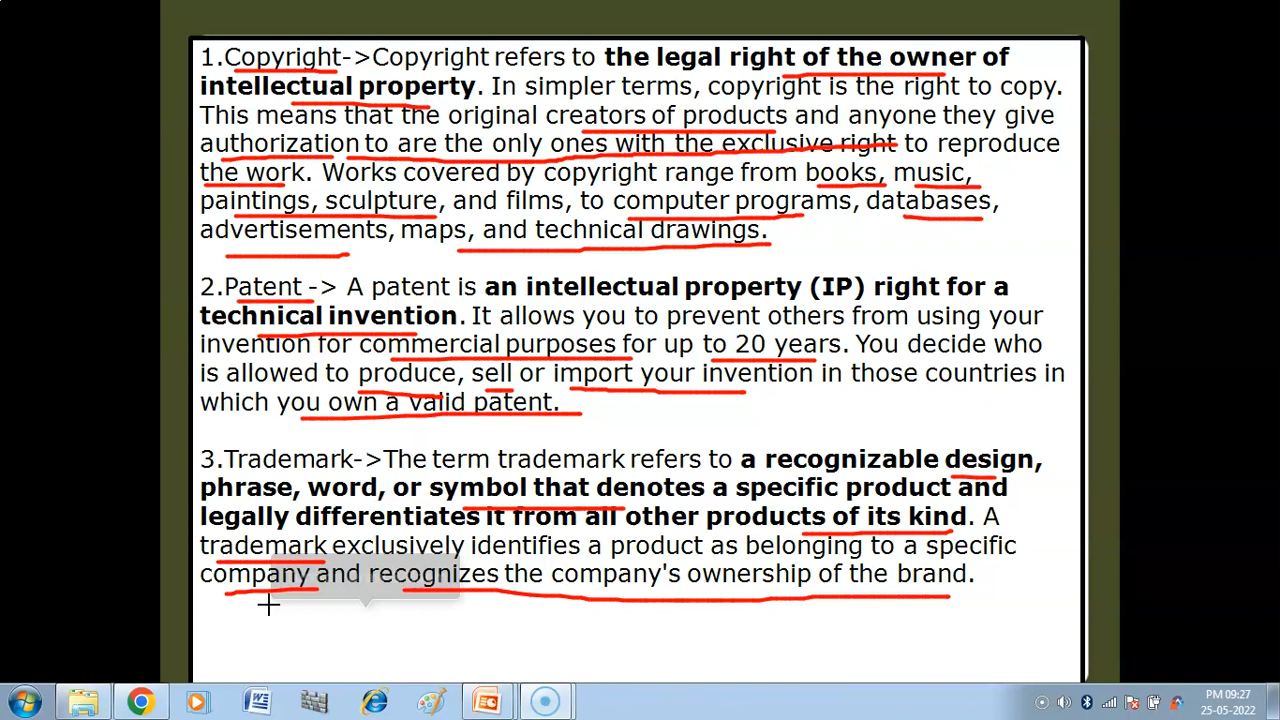 1.Copyright->Copyright refers to the legal right of the owner of
intellectual property. In simpler terms, copyright is the right to copy.
This means that the original creators of products and anyone they give
authorization to are the only ones with the exclusive right to reproduce
the work. Works covered by copyright range from books, music,
paintings, sculpture, and films, to computer programs, databases,
advertisements, maps, and technical drawings.
2.Patent -> A patent is an intellectual property (IP) right for a
technical invention. It allows you to prevent others from using your
invention for commercial purposes for up to 20 years. You decide who
is allowed to produce, sell or import your invention in those countries in
which you own a valid patent.
3.Trademark->The term trademark refers to a recognizable design,
phrase, word, or symbol that denotes a specific product and
legally differentiates it from all other products of its kind. A
trademark exclusively identifies a product as belonging to a specific
company and recognizes the company's ownership of the brand.
PM 09:27
25-05-2022